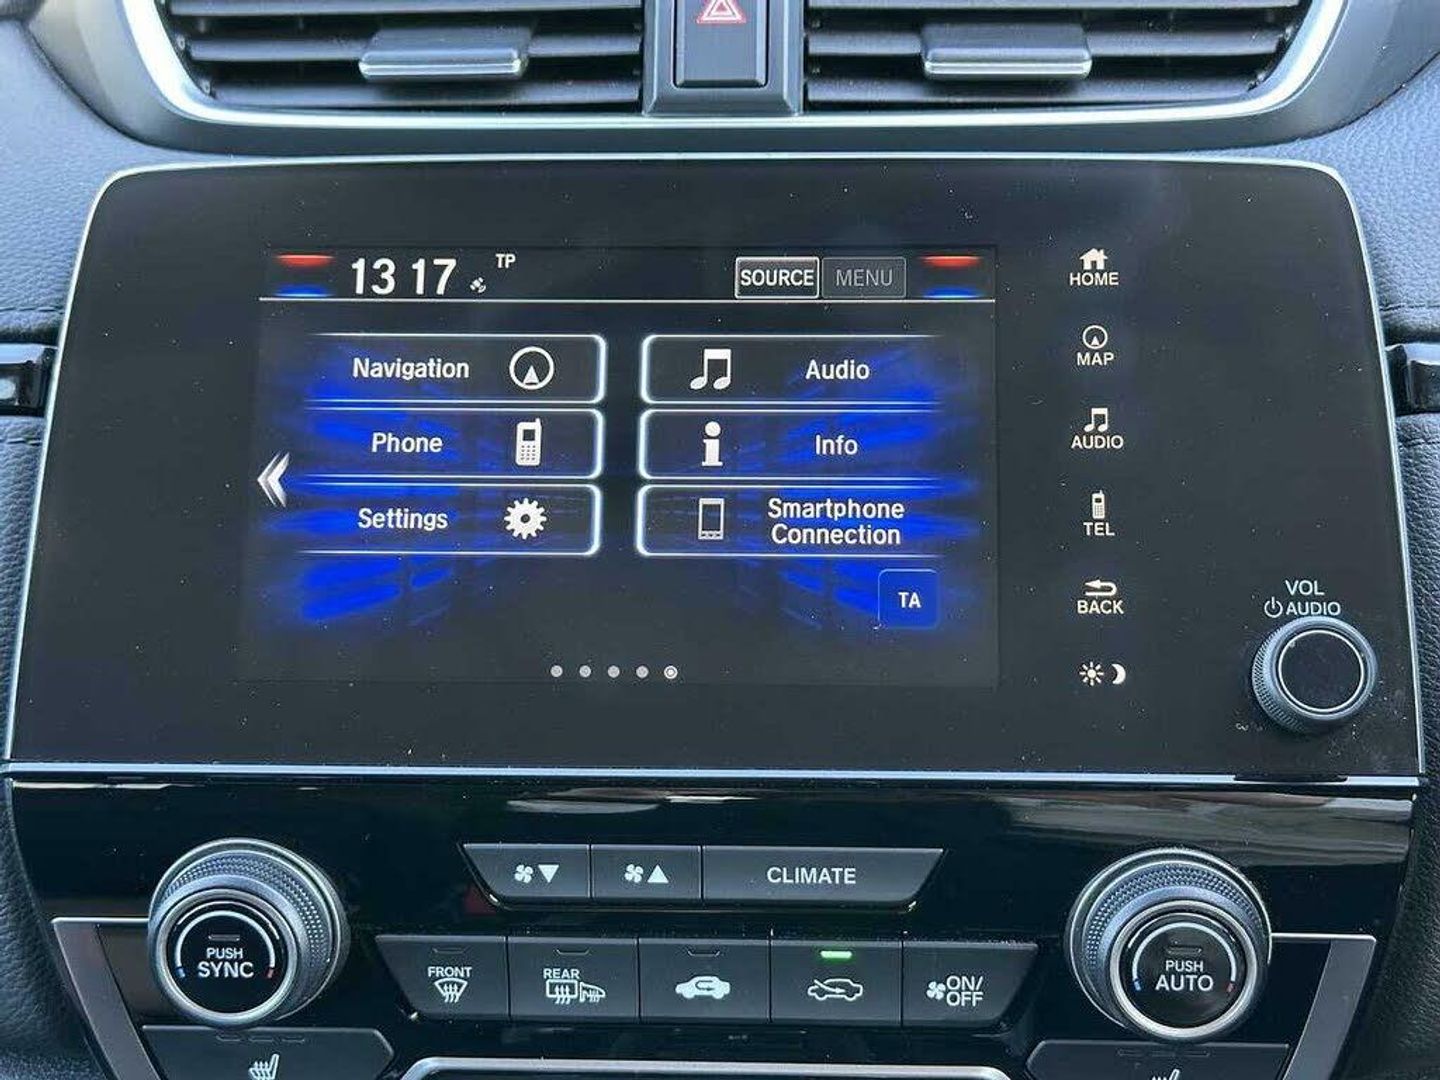 13 17 TP
SOURCE MENU
Navigation
Audio
Phone
Info
Settings
Smartphone
Connection
TA
HOME
MAP
AUDIO
TEL
BACK
VOL
AUDIO
CLIMATE
PUSH
SYNC
FRONT
REAR
ON/
OFF
PUSH
AUTO